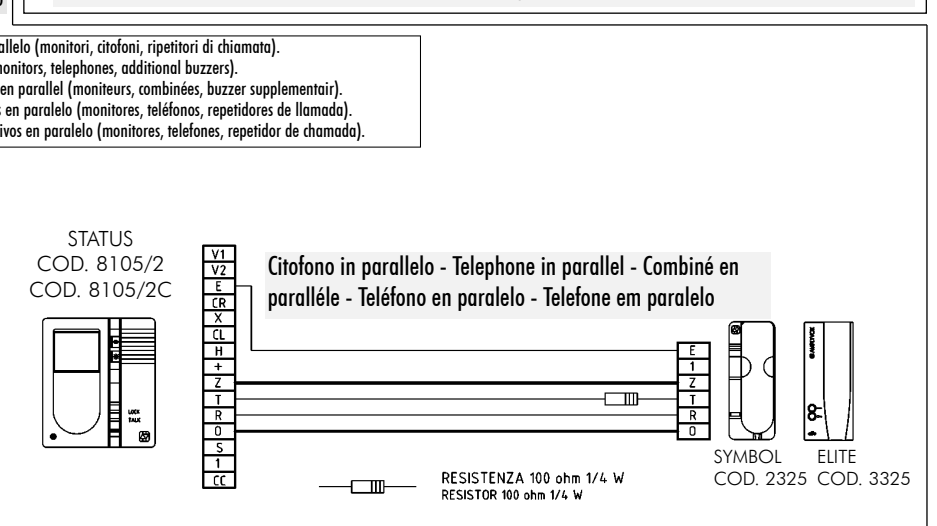 allelo (monitori, citofoni, ripetitori di chiamata).
monitors, telephones, additional buzzers).
en parallel (moniteurs, combinées, buzzer supplementair).
s en paralelo (monitores, teléfonos, repetidores de llamada).
ivos en paralelo (monitores, telefones, repetidor de chamada).
STATUS
COD. 8105/2
COD. 8105/2C
V1
V2
E
CR
X
CL
H
+
Z
T
R
0
S
1
CC
Citofono in parallelo - Telephone in parallel - Combiné en
paralléle - Teléfono en paralelo - Telefone em paralelo
LOCK
TALK
E
1
Z
T
R
0
SYMBOL
COD. 2325
ELITE
COD. 3325
RESISTENZA 100 ohm 1/4 W
RESISTOR 100 ohm 1/4 W